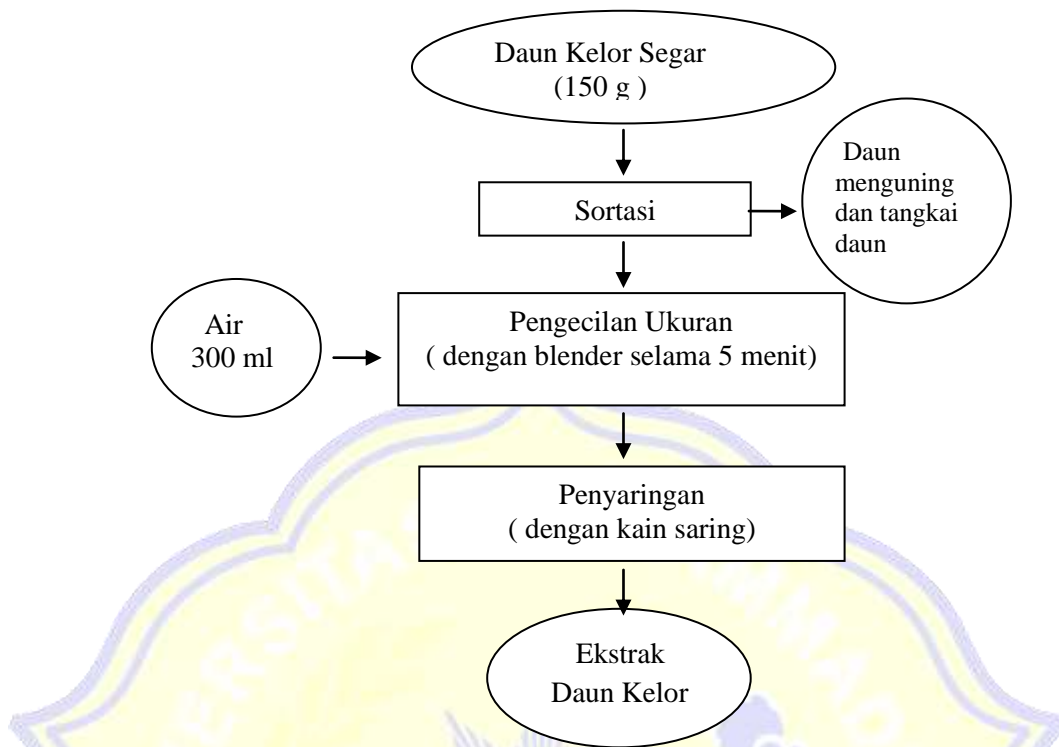 Daun Kelor Segar
(150 g )
Sortasi
Daun
menguning
dan tangkai
daun
Air
300 ml
Pengecilan Ukuran
( dengan blender selama 5 menit)
Penyaringan
( dengan kain saring)
Ekstrak
Daun Kelor